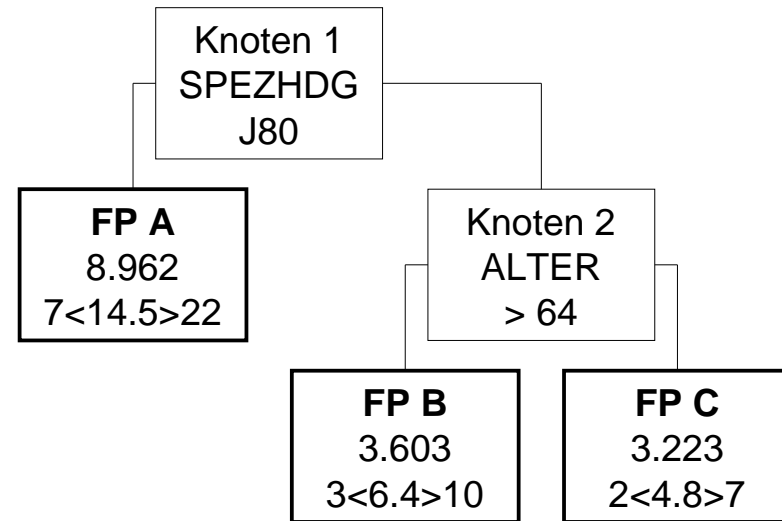 Knoten 1
SPEZHDG
J80
FP A
8.962
7<14.5>22
Knoten 2
ALTER
> 64
FP B
3.603
3<6.4>10
FP C
3.223
2<4.8>7